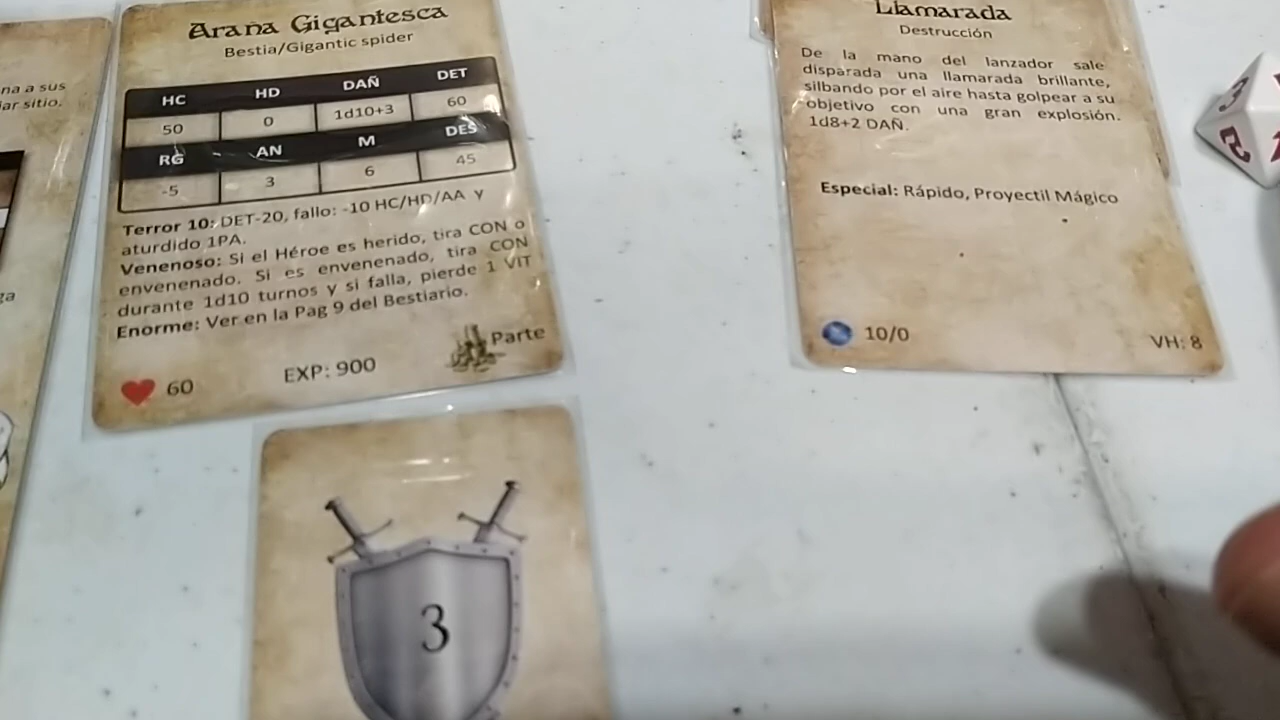 na a sus
iar sitio.
ga
Araña Gigantesca
Bestia/Gigantic spider
HC HD DAÑ DET
50 0 1d10+3 60
RG AN M DES
-5 3 6 45
Terror 10: DET-20, fallo: -10 HC/HD/AA y
aturdido 1PA.
Venenoso: Si el Héroe es herido, tira CON o
envenenado. Si es envenenado, tira CON
durante 1d10 turnos y si falla, pierde 1 VIT
Enorme: Ver en la Pag 9 del Bestiario.
Parte
60 EXP: 900
3
Llamarada
Destrucción
De la mano del lanzador sale
disparada una llamarada brillante,
silbando por el aire hasta golpear a su
objetivo con una gran explosión.
1d8+2 DAÑ.
Especial: Rápido, Proyectil Mágico
10/0 VH: 8
3
2